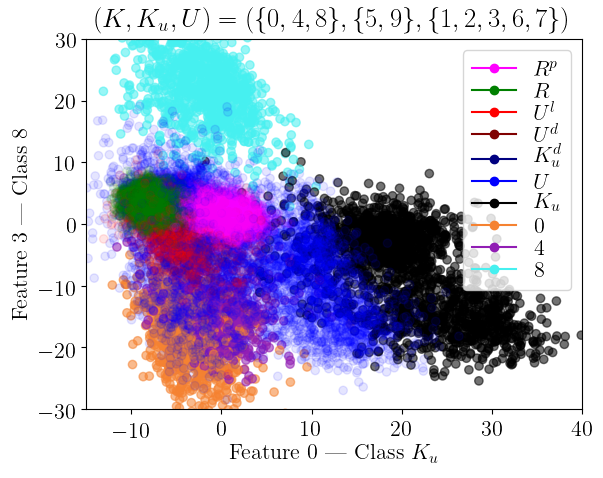 (K, K_u, U) = ({0, 4, 8}, {5, 9}, {1, 2, 3, 6, 7})
30
20
10
0
−10
−20
−30
Feature 3 — Class 8
R^p
R
U^l
U^d
K_u^d
U
K_u
0
4
8
−10
0
10
20
30
40
Feature 0 — Class K_u